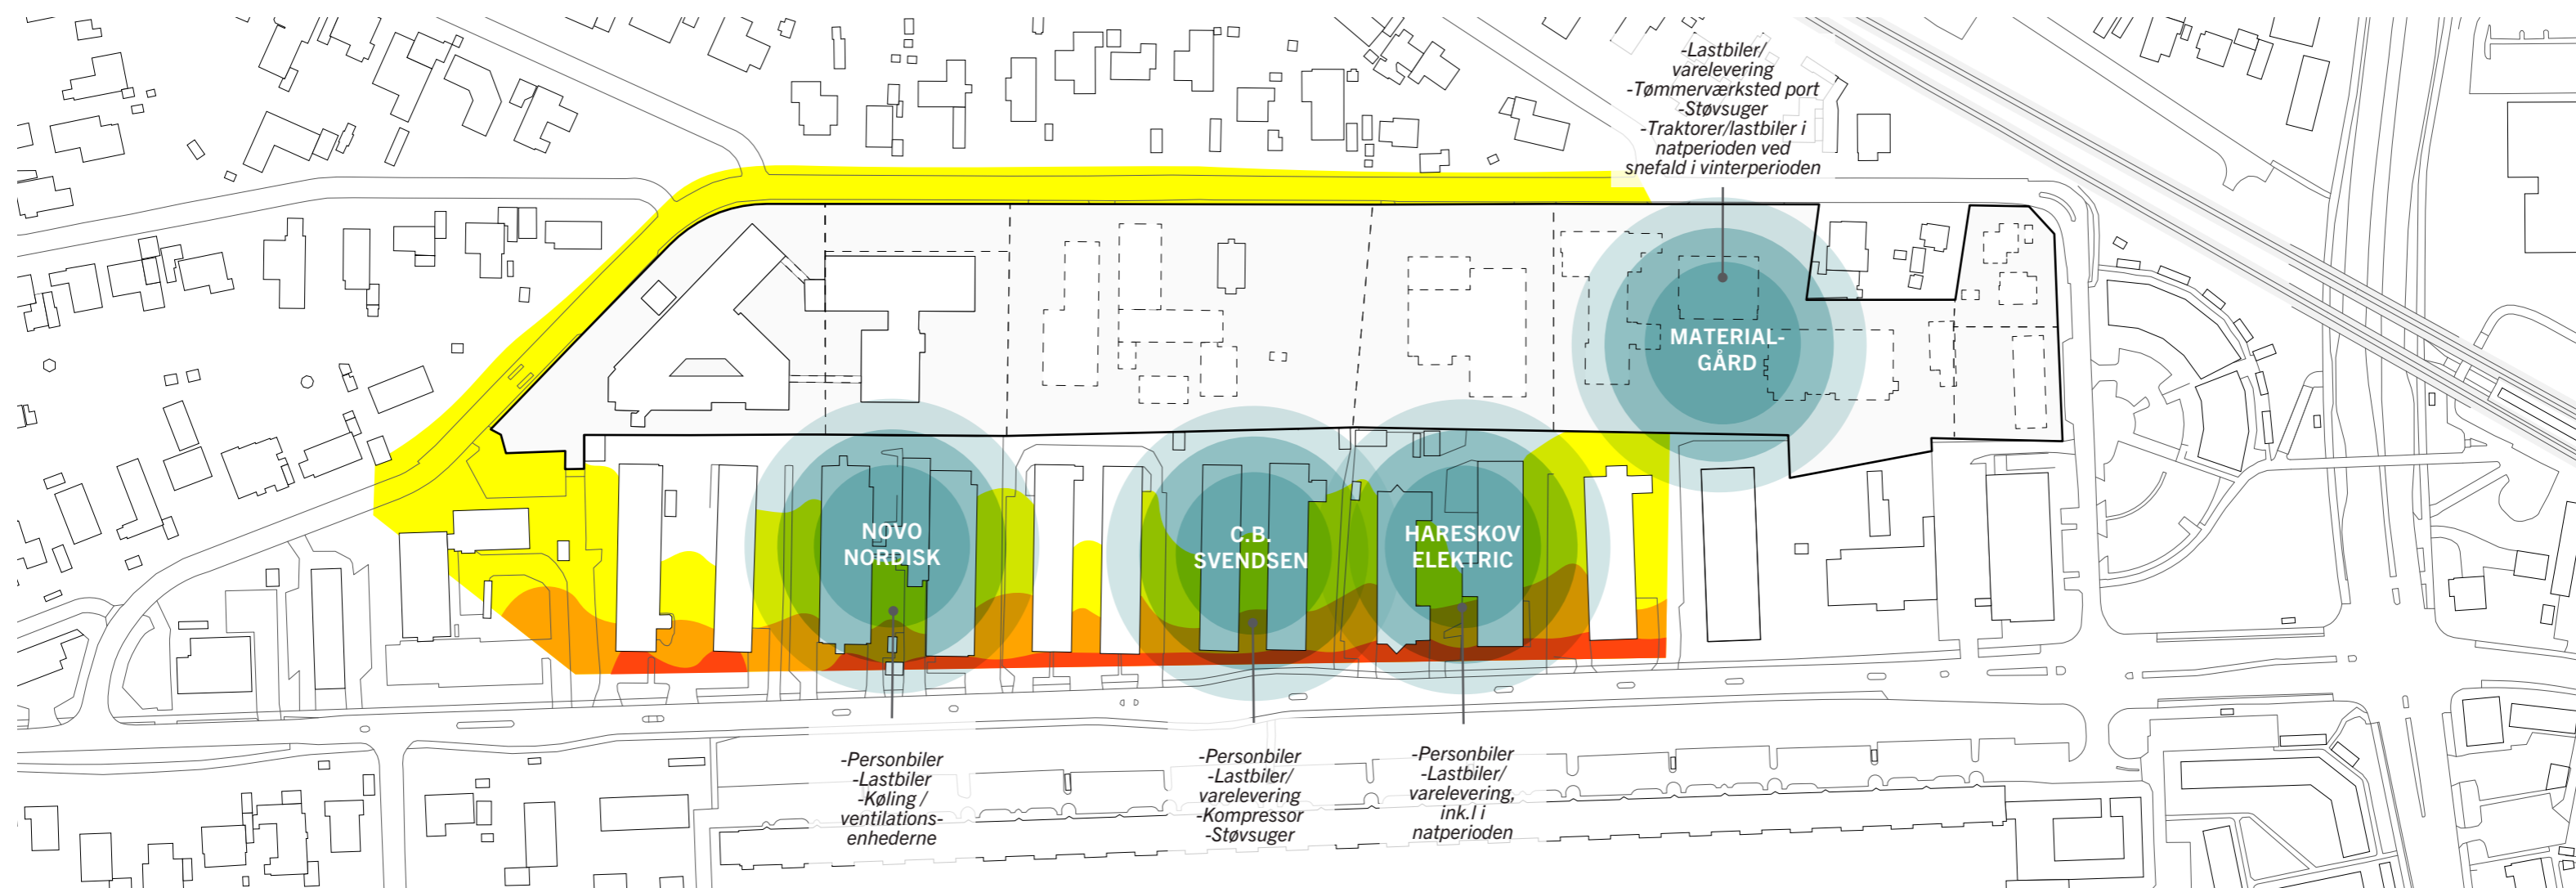 -Lastbiler/
varelevering
-Tømmerværksted port
-Støvsuger
-Traktorer/lastbiler i
natperioden ved
snefald i vinterperioden
MATERIAL-
GÅRD
NOVO
NORDISK
C.B.
SVENDSEN
HARESKOV
ELEKTRIC
-Personbiler
-Lastbiler
-Køling /
ventilations-
enhederne
-Personbiler
-Lastbiler/
varelevering
-Kompressor
-Støvsuger
-Personbiler
-Lastbiler/
varelevering,
ink.l i
natperioden